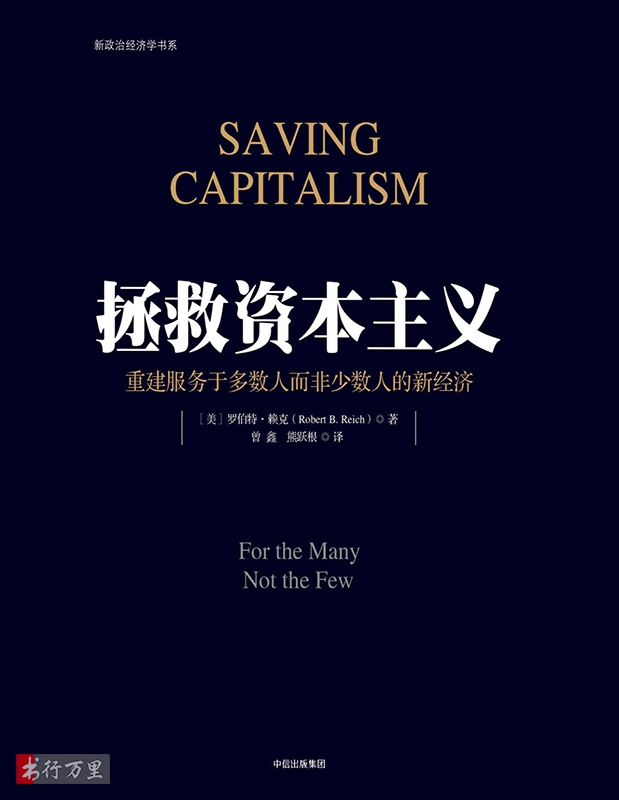 新政治经济学书系
SAVING
CAPITALISM
拯救资本主义
重建服务于多数人而非少数人的新经济
[美] 罗伯特·赖克(Robert B. Reich)◎著
曾鑫 熊跃根◎译
For the Many
Not the Few
书行万里
中信出版集团